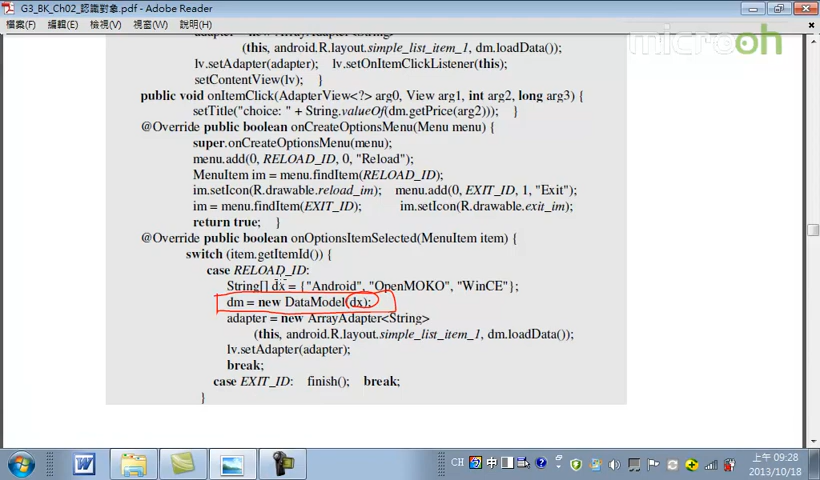 G3_BK_Ch02_認識對象.pdf - Adobe Reader
檔案(F) 編輯(E) 檢視(V) 視窗(W) 說明(H)
microoh
(this, android.R.layout.simple_list_item_1, dm.loadData());
lv.setAdapter(adapter); lv.setOnItemClickListener(this);
setContentView(lv); }
public void onItemClick(AdapterView<?> arg0, View arg1, int arg2, long arg3) {
setTitle("choice: " + String.valueOf(dm.getPrice(arg2))); }
@Override public boolean onCreateOptionsMenu(Menu menu) {
super.onCreateOptionsMenu(menu);
menu.add(0, RELOAD_ID, 0, "Reload");
MenuItem im = menu.findItem(RELOAD_ID);
im.setIcon(R.drawable.reload_im); menu.add(0, EXIT_ID, 1, "Exit");
im = menu.findItem(EXIT_ID); im.setIcon(R.drawable.exit_im);
return true; }
@Override public boolean onOptionsItemSelected(MenuItem item) {
switch (item.getItemId()) {
case RELOAD_ID:
String[] dx = {"Android", "OpenMOKO", "WinCE"};
dm = new DataModel(dx);
adapter = new ArrayAdapter<String>
(this, android.R.layout.simple_list_item_1, dm.loadData());
lv.setAdapter(adapter);
break;
case EXIT_ID: finish(); break;
}
CH 中
上午 09:28
2013/10/18